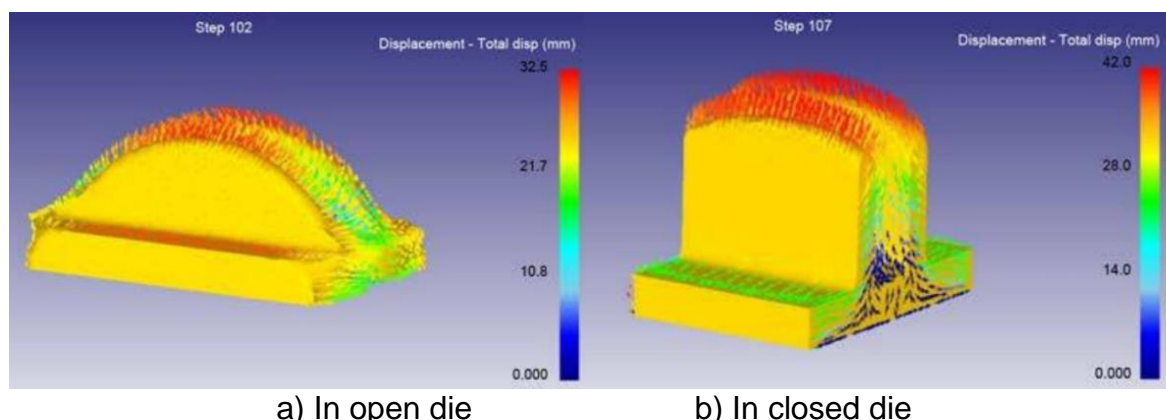 Step 102
Displacement - Total disp (mm)
32.5
21.7
10.8
0.000
Step 107
Displacement - Total disp (mm)
42.0
28.0
14.0
0.000
a) In open die
b) In closed die